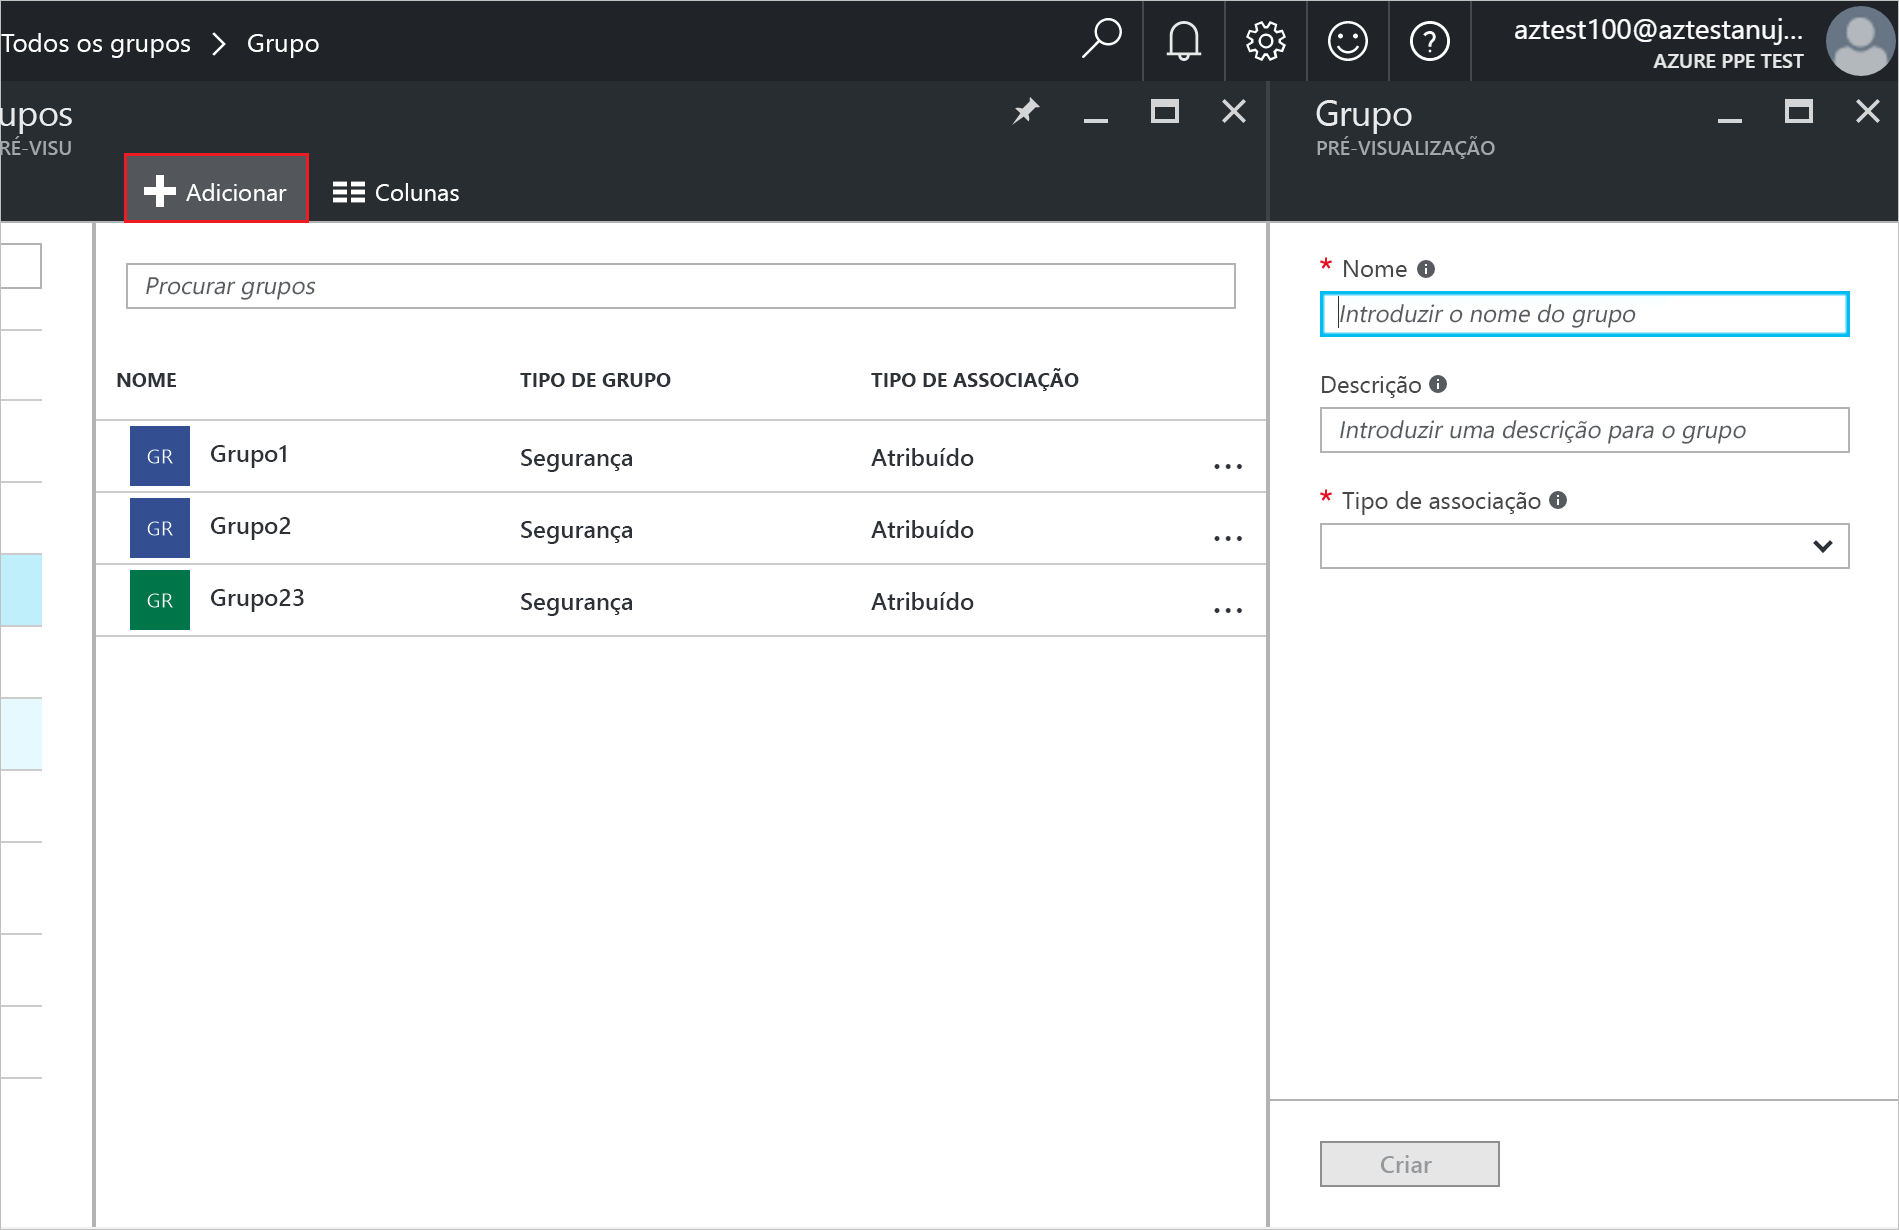 Todos os grupos > Grupo
aztest100@aztestanuj...
AZURE PPE TEST
upos
RÉ-VISU
Adicionar
Colunas
Procurar grupos
NOME TIPO DE GRUPO TIPO DE ASSOCIAÇÃO
GR Grupo1 Segurança Atribuído ...
GR Grupo2 Segurança Atribuído ...
GR Grupo23 Segurança Atribuído ...
Grupo
PRÉ-VISUALIZAÇÃO
* Nome
Introduzir o nome do grupo
Descrição
Introduzir uma descrição para o grupo
* Tipo de associação
Criar